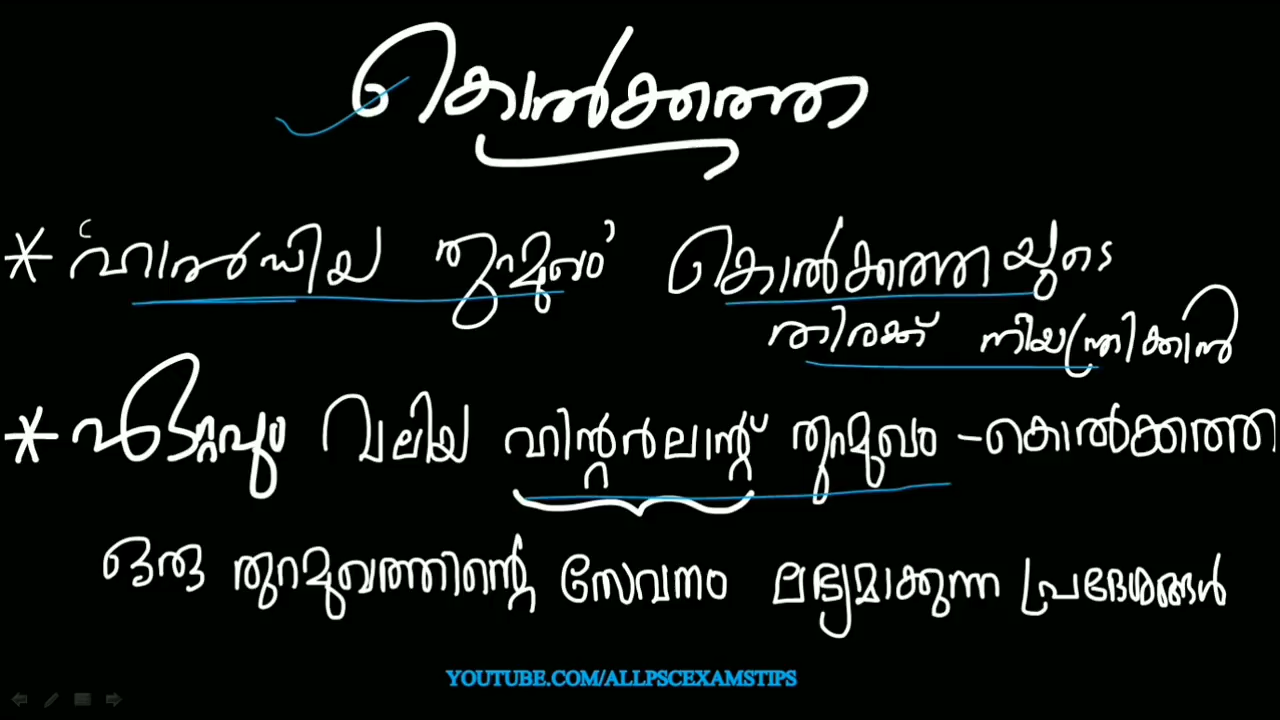 കൊൽക്കത്ത
* 'ഹാൽഡിയ തുറമുഖം' കൊൽക്കത്തയുടെ
തിരക്ക് നിയന്ത്രിക്കാൻ
* ഏറ്റവും വലിയ ഹിന്റർലാന്റ് തുറമുഖം - കൊൽക്കത്ത
ഒരു തുറമുഖത്തിന്റെ സേവനം ലഭ്യമാക്കുന്ന പ്രദേശങ്ങൾ
YOUTUBE.COM/ALLPSCEXAMSTIPS